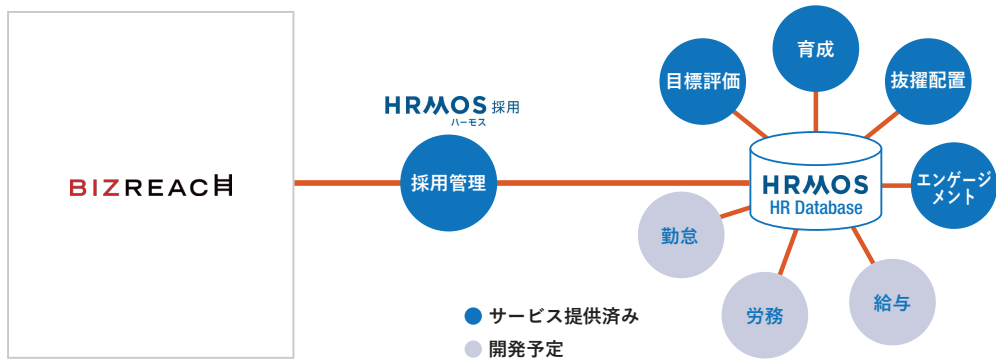 BIZREACH
HRMOS 採用
ハーモス
採用管理
目標評価
育成
抜擢配置
エンゲージ
メント
HRMOS
HR Database
勤怠
労務
給与
サービス提供済み
開発予定